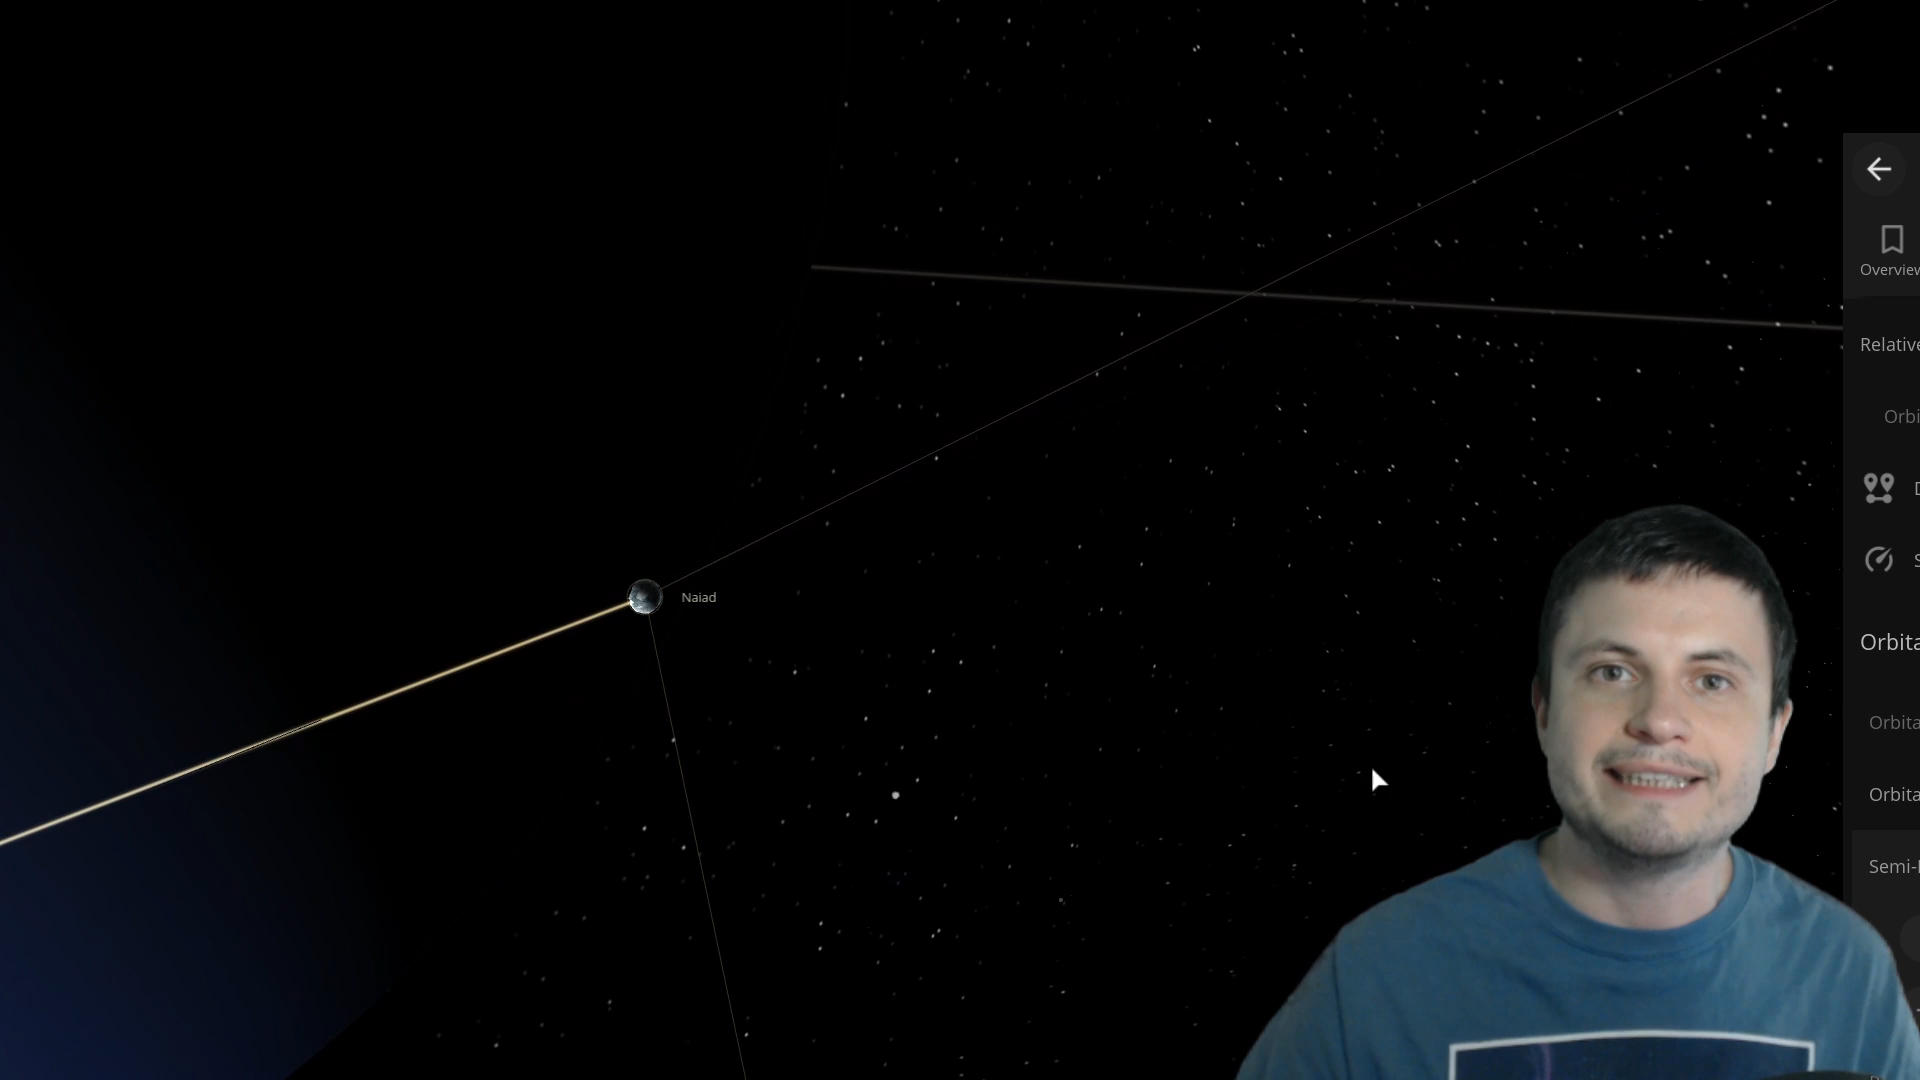 Naiad
Overview
Relative
Orbi
D
S
Orbita
Orbita
Orbita
Semi-